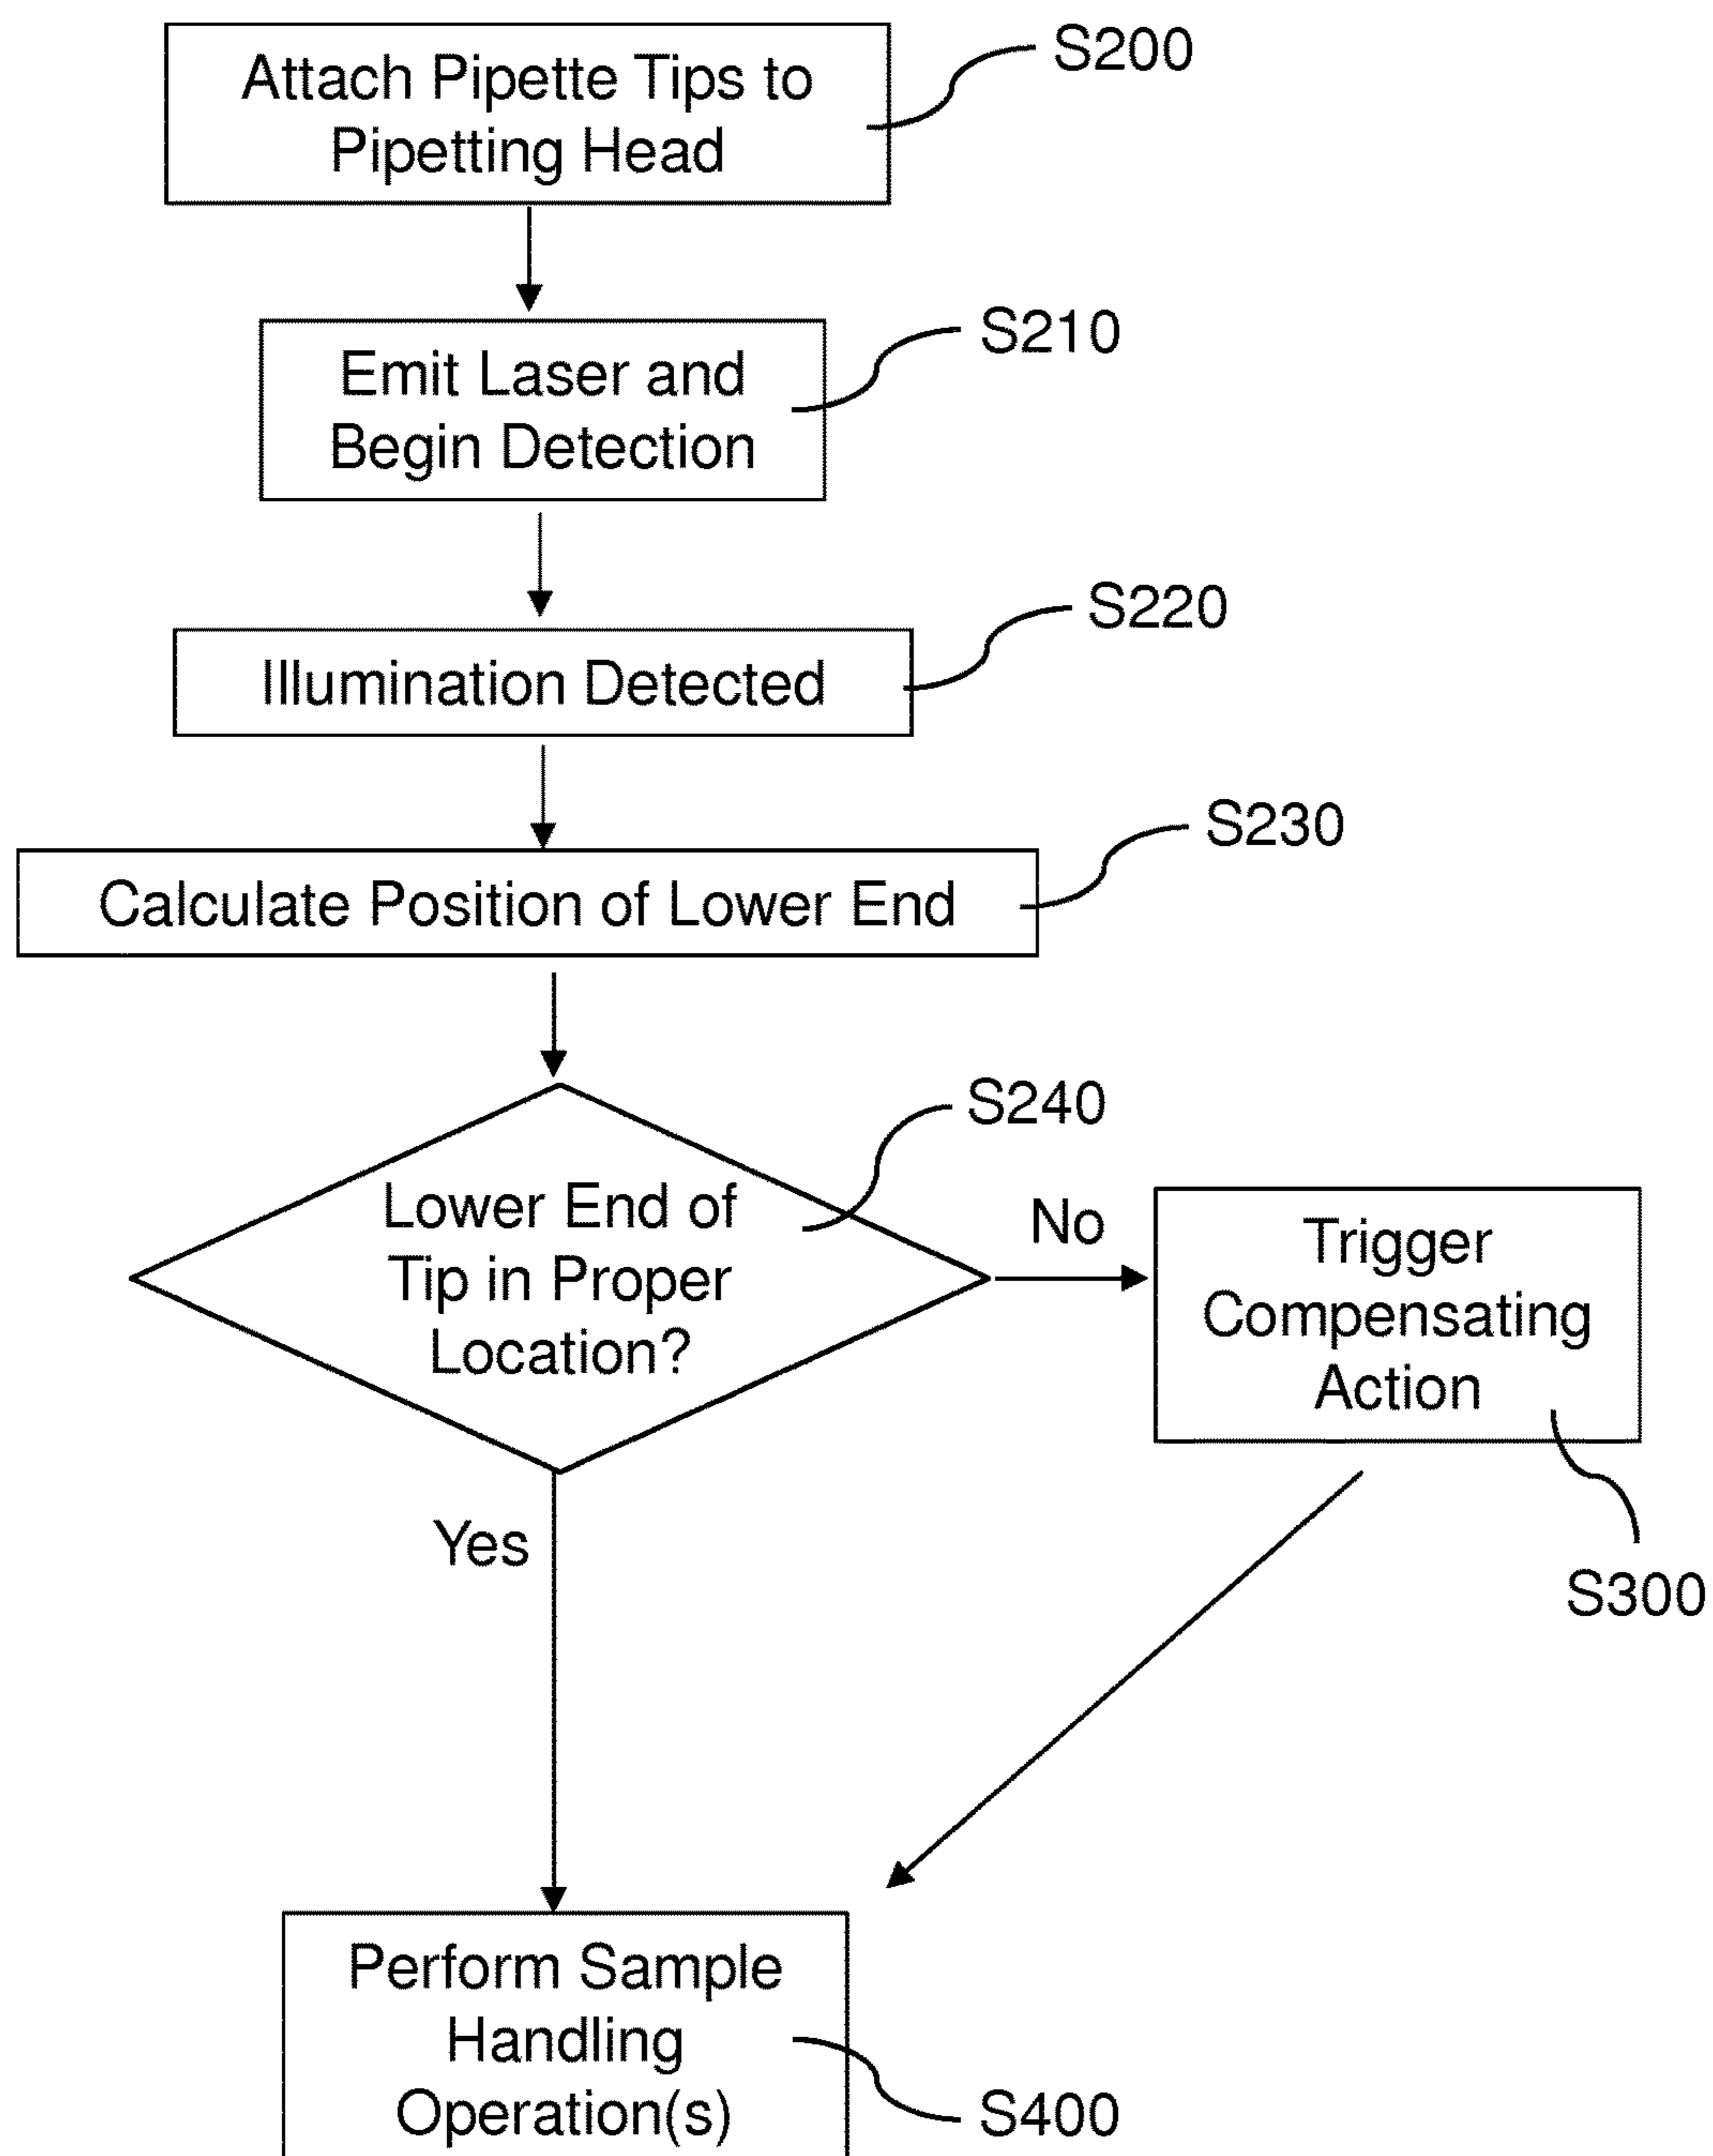 Attach Pipette Tips to
Pipetting Head
S200
Emit Laser and
Begin Detection
S210
Illumination Detected
S220
Calculate Position of Lower End
S230
Lower End of
Tip in Proper
Location?
S240
No
Trigger
Compensating
Action
S300
Yes
Perform Sample
Handling
Operation(s)
S400